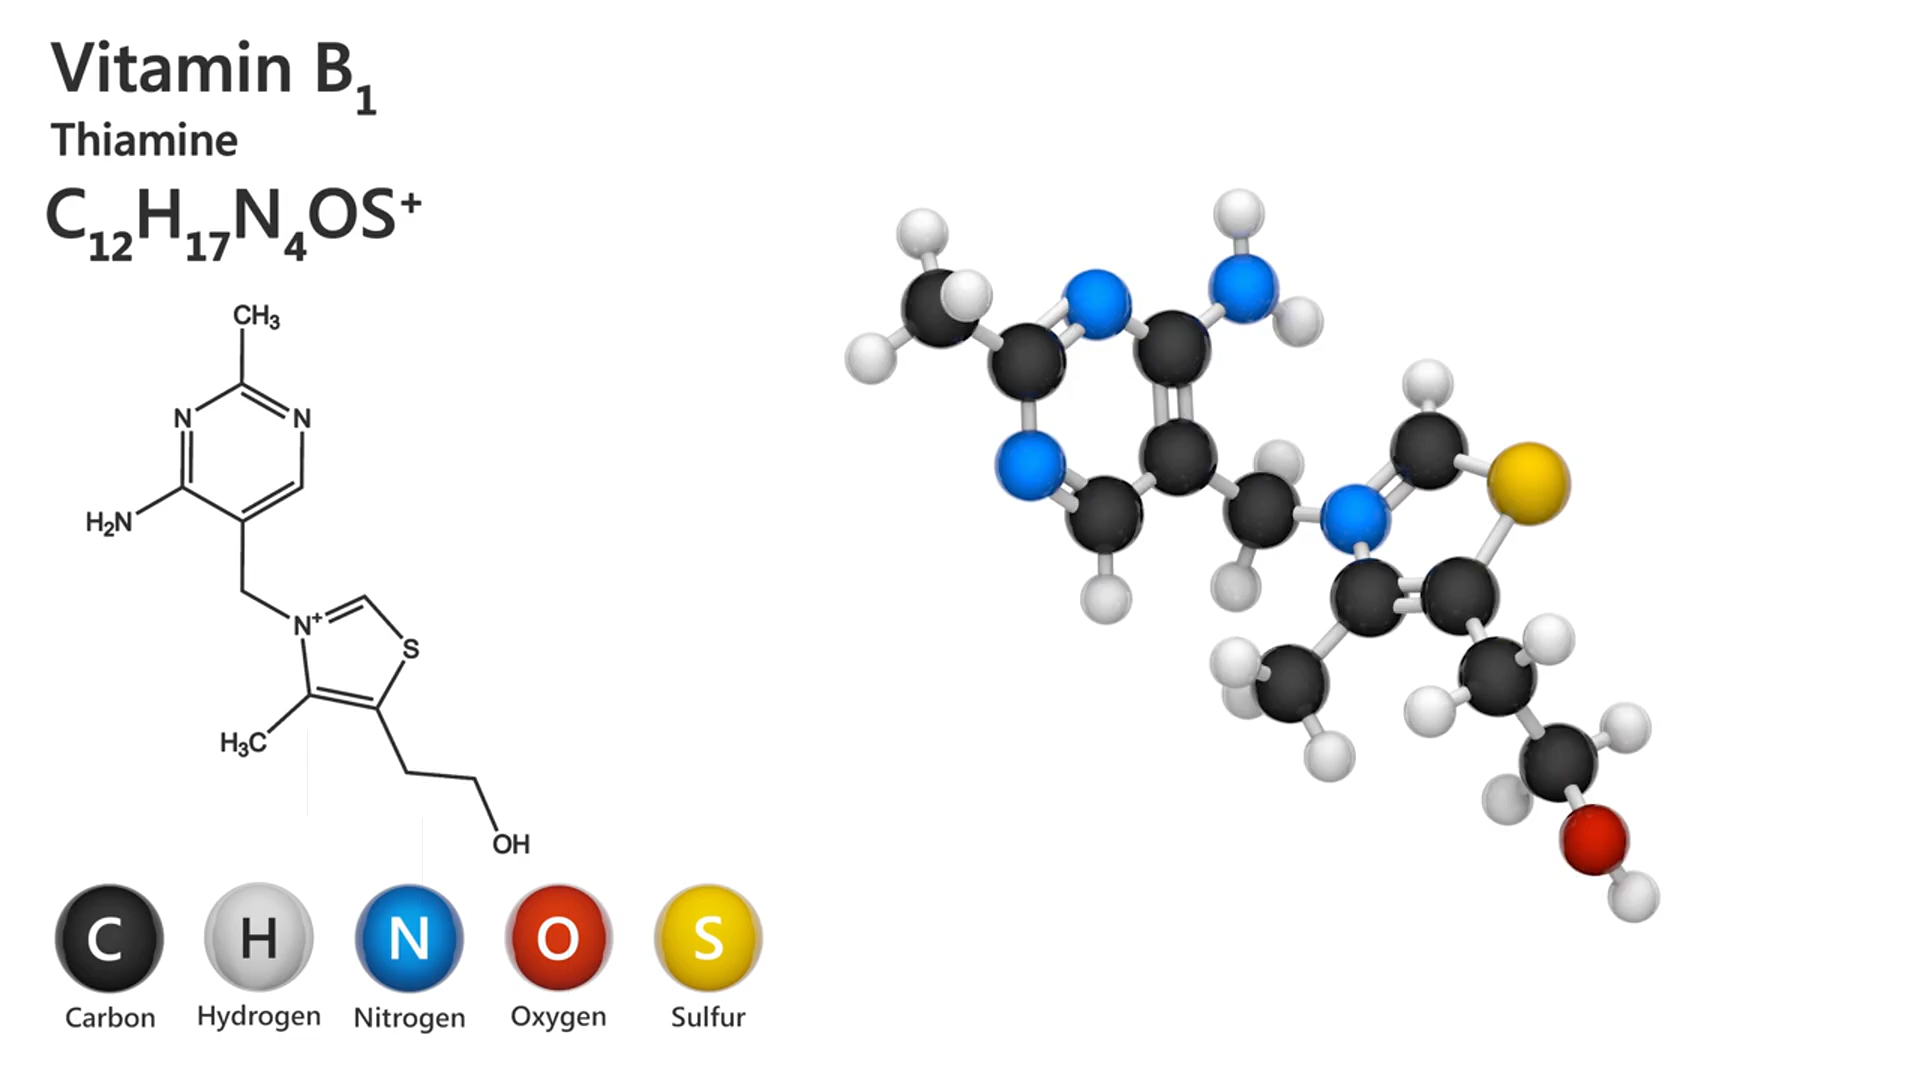 Vitamin B₁
Thiamine
C₁₂H₁₇N₄OS⁺
CH₃
N N
H₂N
N⁺
S
H₃C
OH
C H N O S
Carbon Hydrogen Nitrogen Oxygen Sulfur